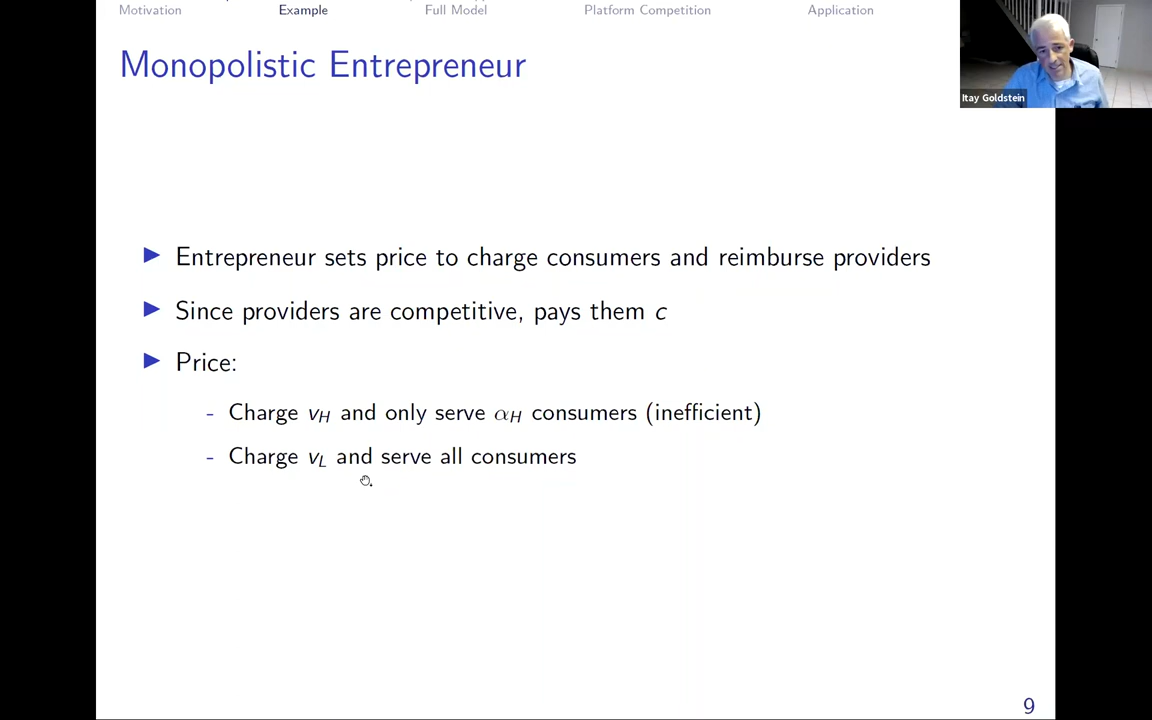 Motivation Example Full Model Platform Competition Application
Monopolistic Entrepreneur
Itay Goldstein
▶ Entrepreneur sets price to charge consumers and reimburse providers
▶ Since providers are competitive, pays them c
▶ Price:
- Charge v_H and only serve α_H consumers (inefficient)
- Charge v_L and serve all consumers
9